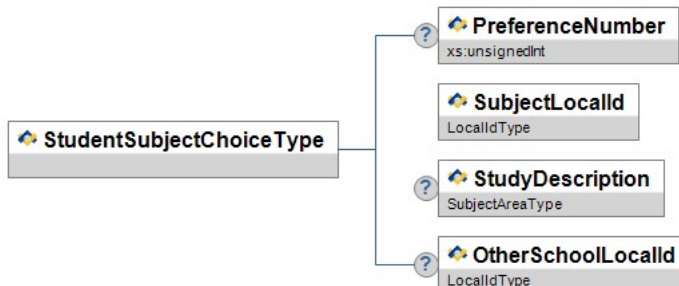 ? PreferenceNumber
xs:unsignedInt
SubjectLocalId
LocalIdType
StudentSubjectChoiceType
? StudyDescription
SubjectAreaType
? OtherSchoolLocalId
LocalIdType